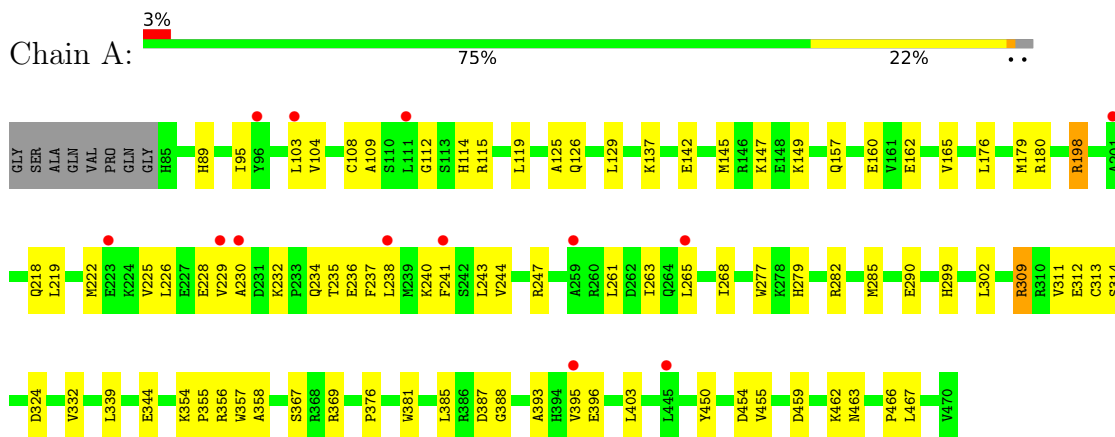 3%
Chain A:
75% 22% • •
GLY SER ALA GLN VAL PRO GLN GLY H85 H89 I95 Y96 L103 V104 C108 A109 S110 L111 G112 S113 H114 R115 L119 A125 Q126 L129 K137 E142 M145 R146 K147 E148 K149 Q157 E160 V161 E162 V165 L176 M179 R180 R198 A201
Q218 L219 M222 E223 K224 V225 L226 E227 E228 V229 A230 D231 K232 P233 Q234 T235 E236 F237 L238 M239 K240 F241 S242 L243 V244 R247 A259 R260 L261 D262 I263 Q264 L265 I268 W277 K278 H279 R282 M285 E290 H299 L302 R309 R310 V311 E312 C313 S314
D324 V332 L339 E344 K354 P355 R356 W357 A358 S367 R368 R369 P376 W381 L385 R386 D387 G388 A393 H394 V395 E396 L403 L445 Y450 D454 V455 D459 K462 N463 P466 L467 V470